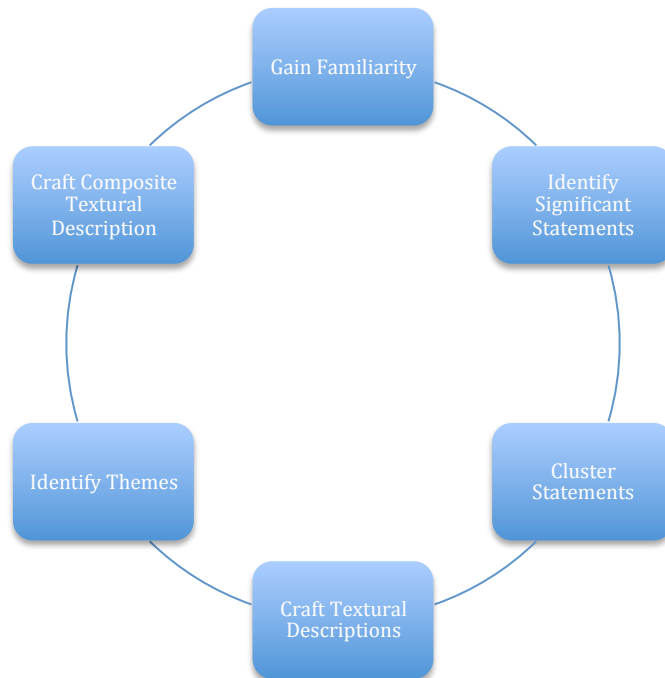 Gain Familiarity
Identify
Significant
Statements
Cluster
Statements
Craft Textural
Descriptions
Identify Themes
Craft Composite
Textural
Description